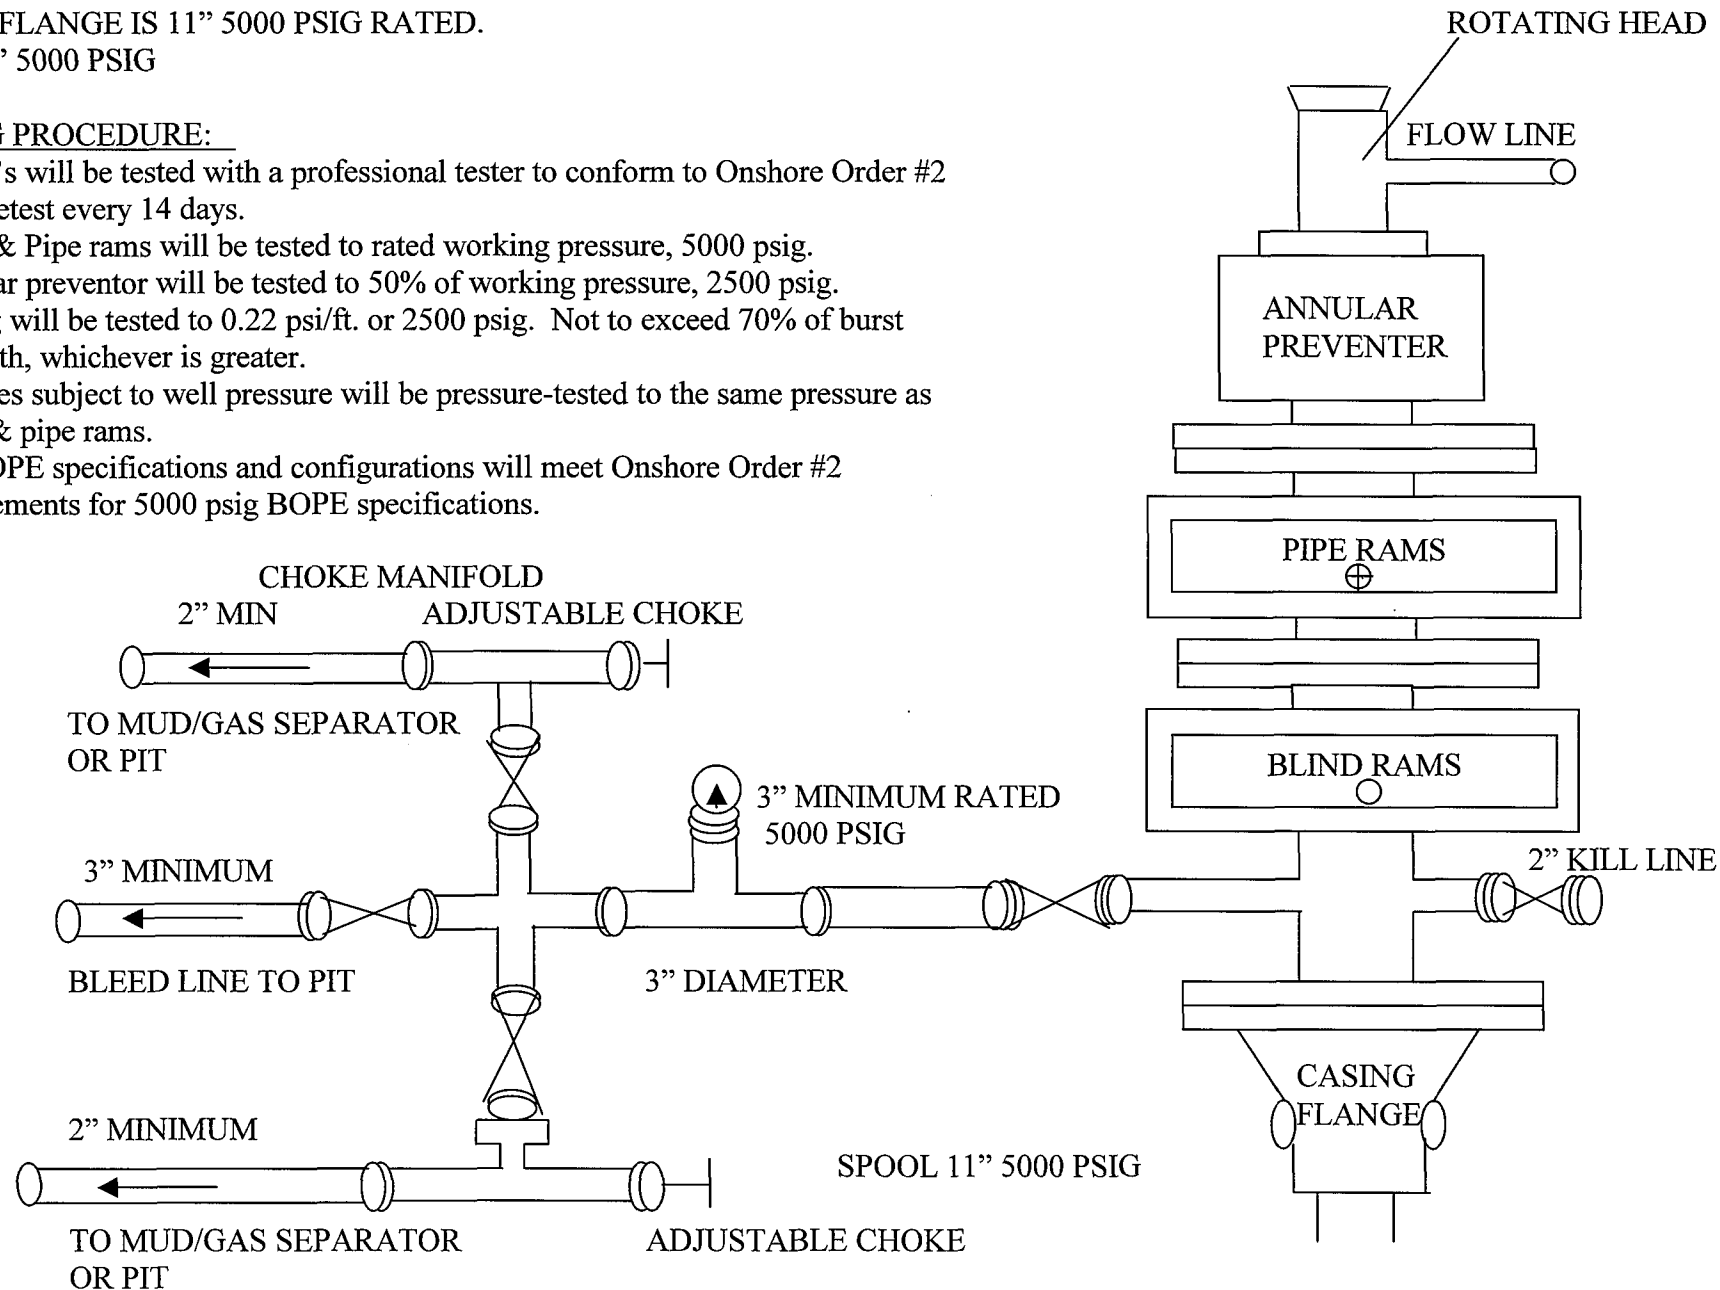 FLANGE IS 11” 5000 PSIG RATED.
” 5000 PSIG
PROCEDURE:
’s will be tested with a professional tester to conform to Onshore Order #2
etest every 14 days.
& Pipe rams will be tested to rated working pressure, 5000 psig.
ar preventor will be tested to 50% of working pressure, 2500 psig.
will be tested to 0.22 psi/ft. or 2500 psig. Not to exceed 70% of burst
th, whichever is greater.
es subject to well pressure will be pressure-tested to the same pressure as
& pipe rams.
OPE specifications and configurations will meet Onshore Order #2
ements for 5000 psig BOPE specifications.
ROTATING HEAD
FLOW LINE
ANNULAR
PREVENTER
PIPE RAMS
BLIND RAMS
2” KILL LINE
CASING
FLANGE
CHOKE MANIFOLD
2” MIN
ADJUSTABLE CHOKE
TO MUD/GAS SEPARATOR
OR PIT
3” MINIMUM RATED
5000 PSIG
3” MINIMUM
BLEED LINE TO PIT
3” DIAMETER
2” MINIMUM
SPOOL 11” 5000 PSIG
TO MUD/GAS SEPARATOR
OR PIT
ADJUSTABLE CHOKE